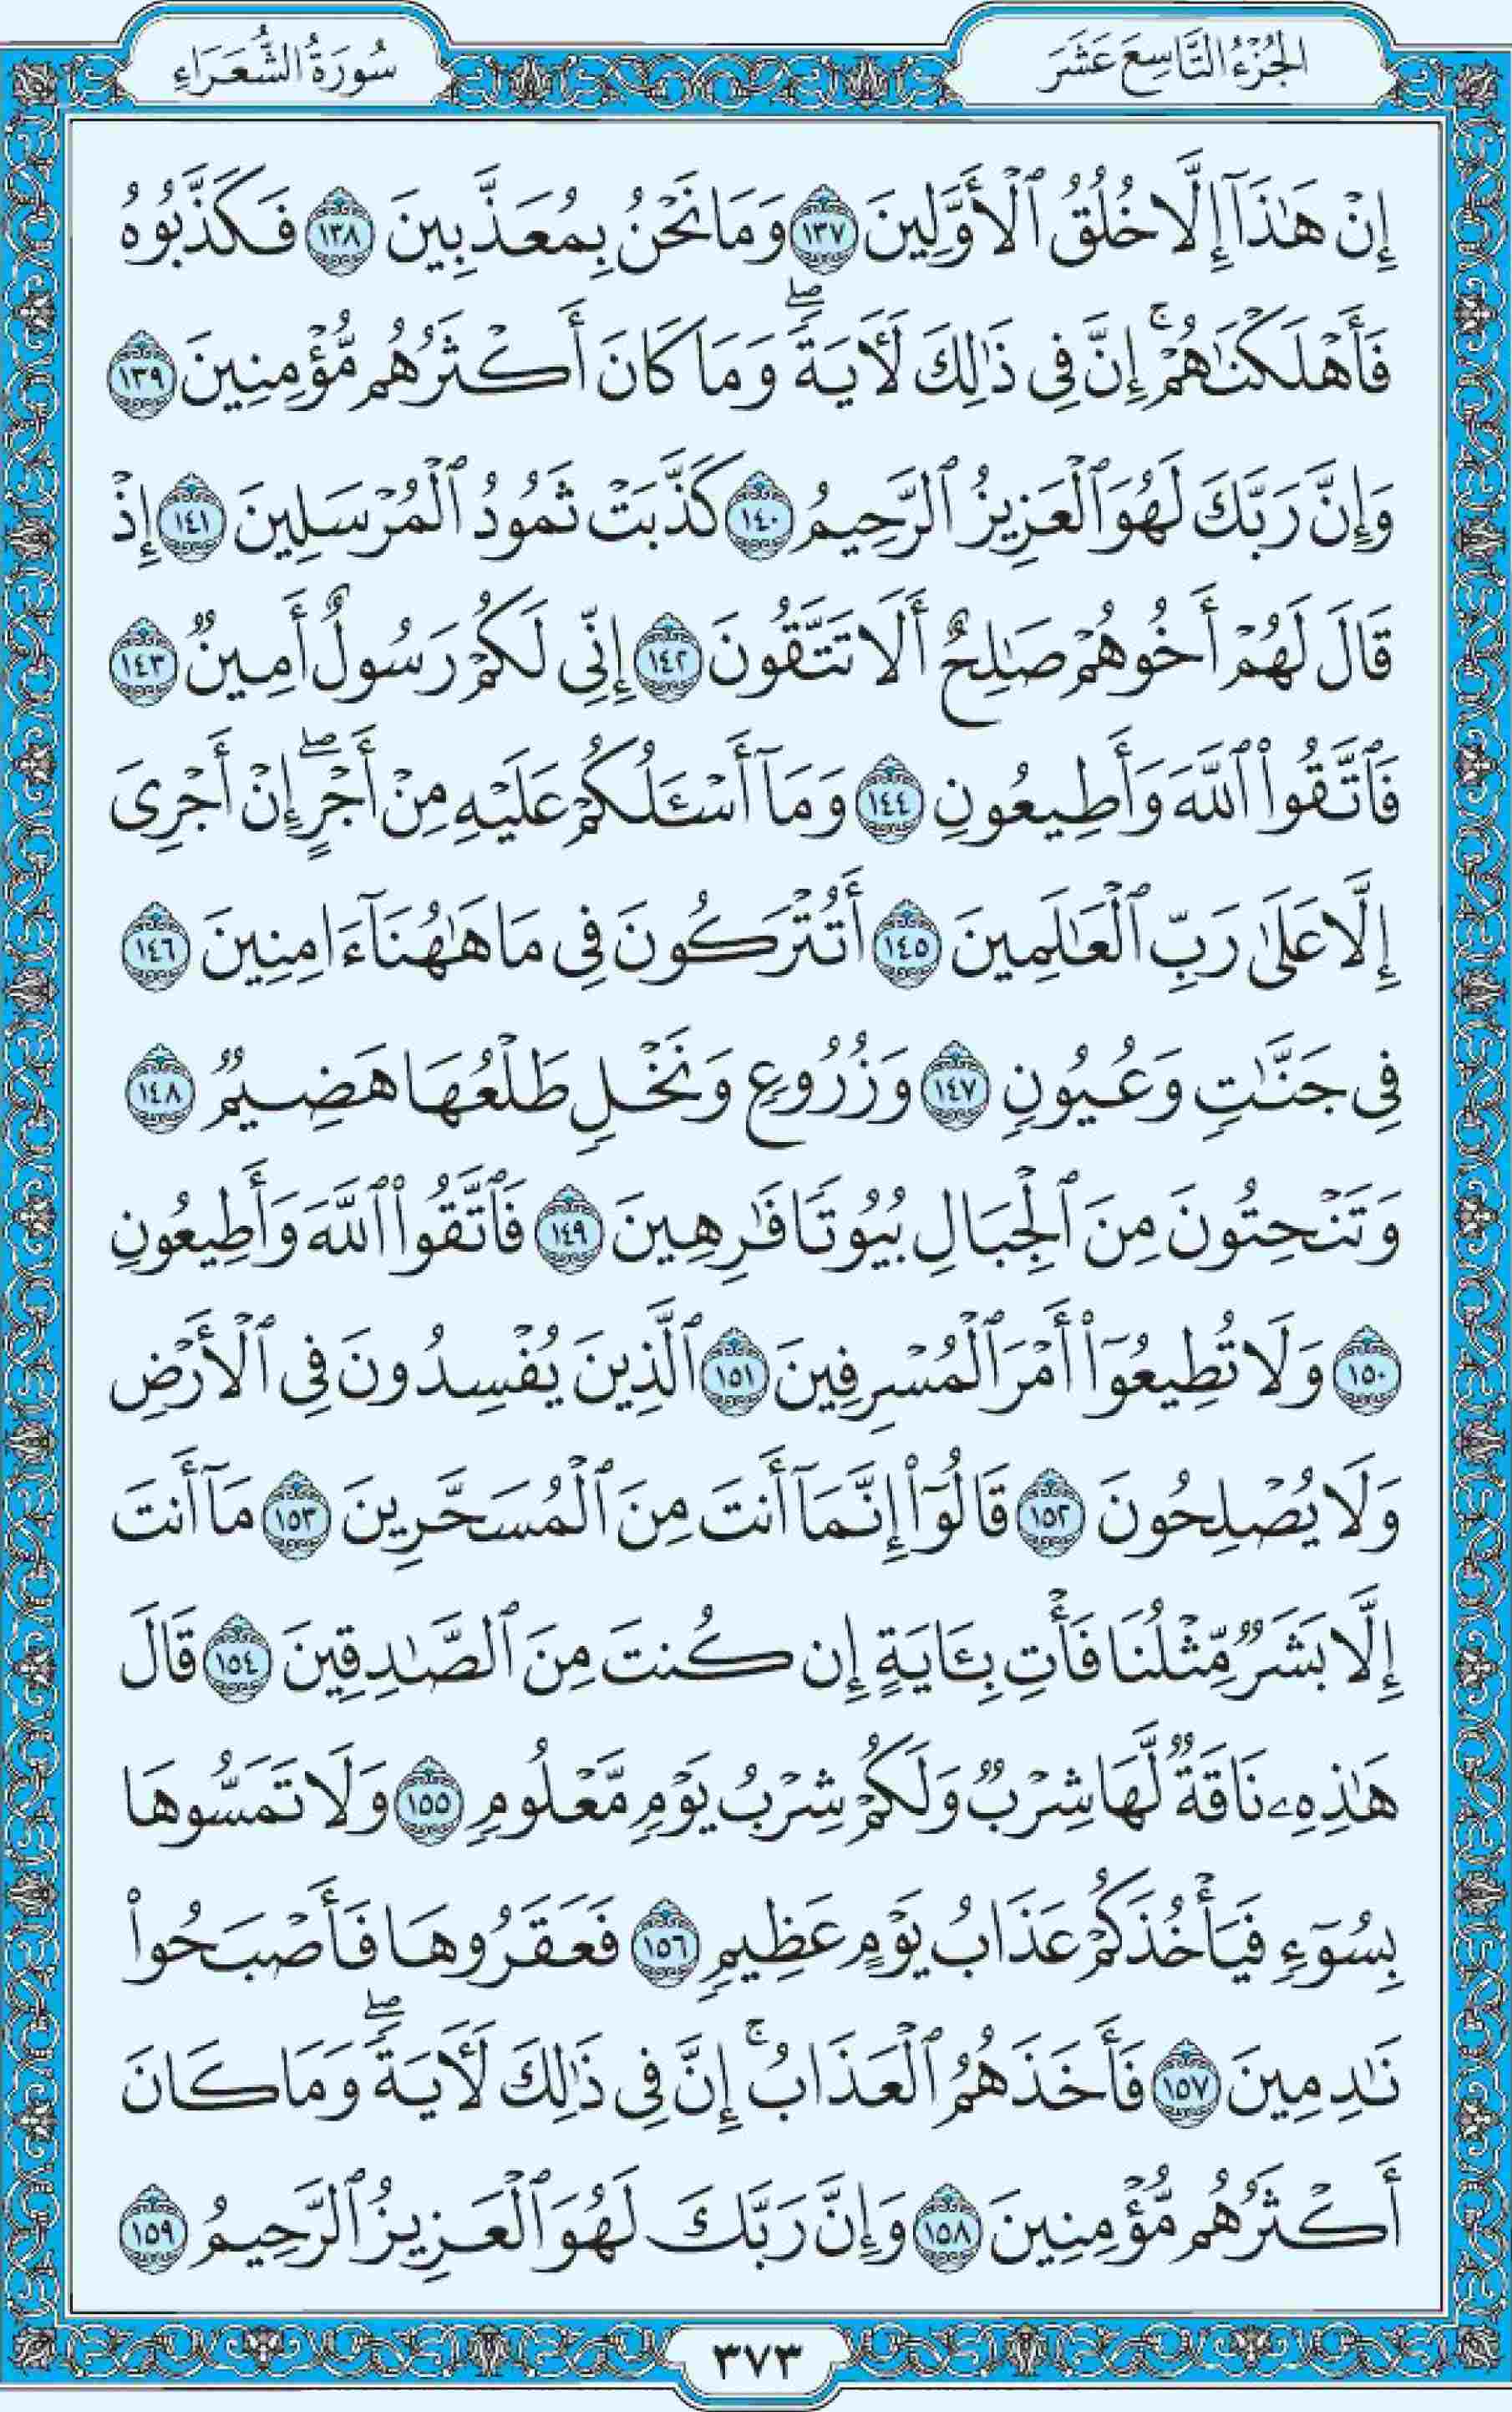 سُورَةُ الشُّعَرَاءِ
الجُزْءُ التَّاسِعَ عَشَرَ
إِنْ هَٰذَآ إِلَّا خُلُقُ ٱلْأَوَّلِينَ ١٣٧ وَمَا نَحْنُ بِمُعَذَّبِينَ ١٣٨ فَكَذَّبُوهُ
فَأَهْلَكْنَٰهُمْ ۚ إِنَّ فِى ذَٰلِكَ لَأٓيَةً ۖ وَمَا كَانَ أَكْثَرُهُم مُّؤْمِنِينَ ١٣٩
وَإِنَّ رَبَّكَ لَهُوَ ٱلْعَزِيزُ ٱلرَّحِيمُ ١٤٠ كَذَّبَتْ ثَمُودُ ٱلْمُرْسَلِينَ ١٤١ إِذْ
قَالَ لَهُمْ أَخُوهُمْ صَٰلِحٌ أَلَا تَتَّقُونَ ١٤٢ إِنِّى لَكُمْ رَسُولٌ أَمِينٌ ١٤٣
فَٱتَّقُوا۟ ٱللَّهَ وَأَطِيعُونِ ١٤٤ وَمَآ أَسْـَٔلُكُمْ عَلَيْهِ مِنْ أَجْرٍ ۖ إِنْ أَجْرِىَ
إِلَّا عَلَىٰ رَبِّ ٱلْعَٰلَمِينَ ١٤٥ أَتُتْرَكُونَ فِى مَا هَٰهُنَآ ءَامِنِينَ ١٤٦
فِى جَنَّٰتٍ وَعُيُونٍ ١٤٧ وَزُرُوعٍ وَنَخْلٍ طَلْعُهَا هَضِيمٌ ١٤٨
وَتَنْحِتُونَ مِنَ ٱلْجِبَالِ بُيُوتًا فَٰرِهِينَ ١٤٩ فَٱتَّقُوا۟ ٱللَّهَ وَأَطِيعُونِ
١٥٠ وَلَا تُطِيعُوٓا۟ أَمْرَ ٱلْمُسْرِفِينَ ١٥١ ٱلَّذِينَ يُفْسِدُونَ فِى ٱلْأَرْضِ
وَلَا يُصْلِحُونَ ١٥٢ قَالُوٓا۟ إِنَّمَآ أَنتَ مِنَ ٱلْمُسَحَّرِينَ ١٥٣ مَآ أَنتَ
إِلَّا بَشَرٌ مِّثْلُنَا فَأْتِ بِـَٔايَةٍ إِن كُنتَ مِنَ ٱلصَّٰدِقِينَ ١٥٤ قَالَ
هَٰذِهِۦ نَاقَةٌ لَّهَا شِرْبٌ وَلَكُمْ شِرْبُ يَوْمٍ مَّعْلُومٍ ١٥٥ وَلَا تَمَسُّوهَا
بِسُوٓءٍ فَيَأْخُذَكُمْ عَذَابُ يَوْمٍ عَظِيمٍ ١٥٦ فَعَقَرُوهَا فَأَصْبَحُوا۟
نَٰدِمِينَ ١٥٧ فَأَخَذَهُمُ ٱلْعَذَابُ ۚ إِنَّ فِى ذَٰلِكَ لَأٓيَةً ۖ وَمَا كَانَ
أَكْثَرُهُم مُّؤْمِنِينَ ١٥٨ وَإِنَّ رَبَّكَ لَهُوَ ٱلْعَزِيزُ ٱلرَّحِيمُ ١٥٩
٣٧٣